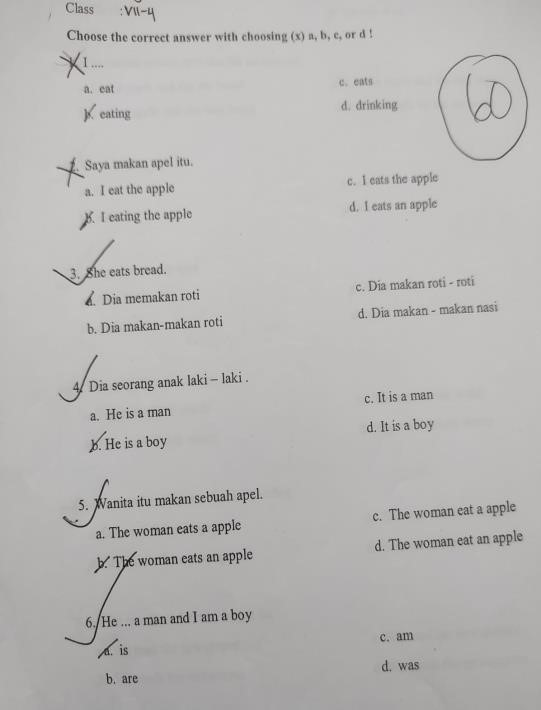 Class :VII-4
Choose the correct answer with choosing (x) a, b, c, or d !
I ....
a. eat c. eats
b. eating d. drinking
60
2. Saya makan apel itu.
a. I eat the apple c. I eats the apple
b. I eating the apple d. I eats an apple
3. She eats bread.
a. Dia memakan roti c. Dia makan roti - roti
b. Dia makan-makan roti d. Dia makan - makan nasi
4. Dia seorang anak laki – laki .
a. He is a man c. It is a man
b. He is a boy d. It is a boy
5. Wanita itu makan sebuah apel.
a. The woman eats a apple c. The woman eat a apple
b. The woman eats an apple d. The woman eat an apple
6. He ... a man and I am a boy
a. is c. am
b. are d. was